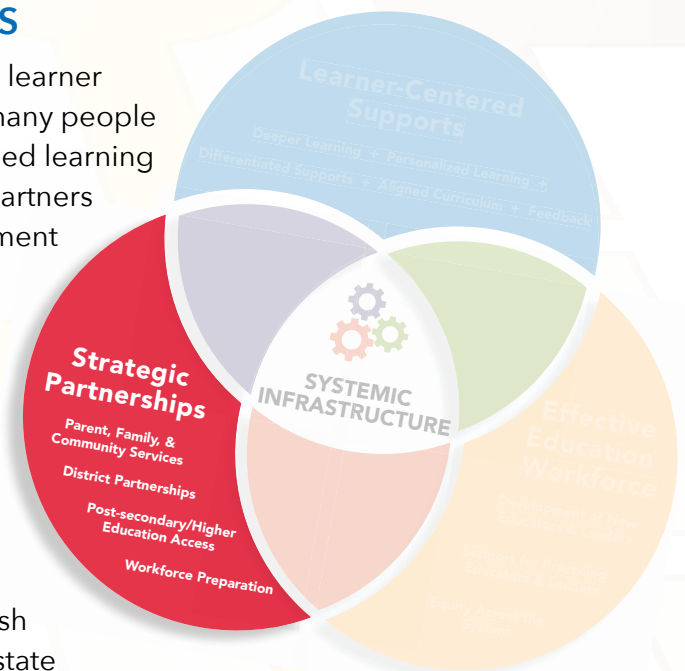 S
learner
many people
ed learning
artners
ment
Learner-Centered
Supports
Deeper Learning + Personalized Learning +
Differentiated Supports + Aligned Curriculum + Feedback
SYSTEMIC
INFRASTRUCTURE
Strategic
Partnerships
Parent, Family, &
Community Services
District Partnerships
Post-secondary/Higher
Education Access
Workforce Preparation
Effective
Education
Workforce
sh
state